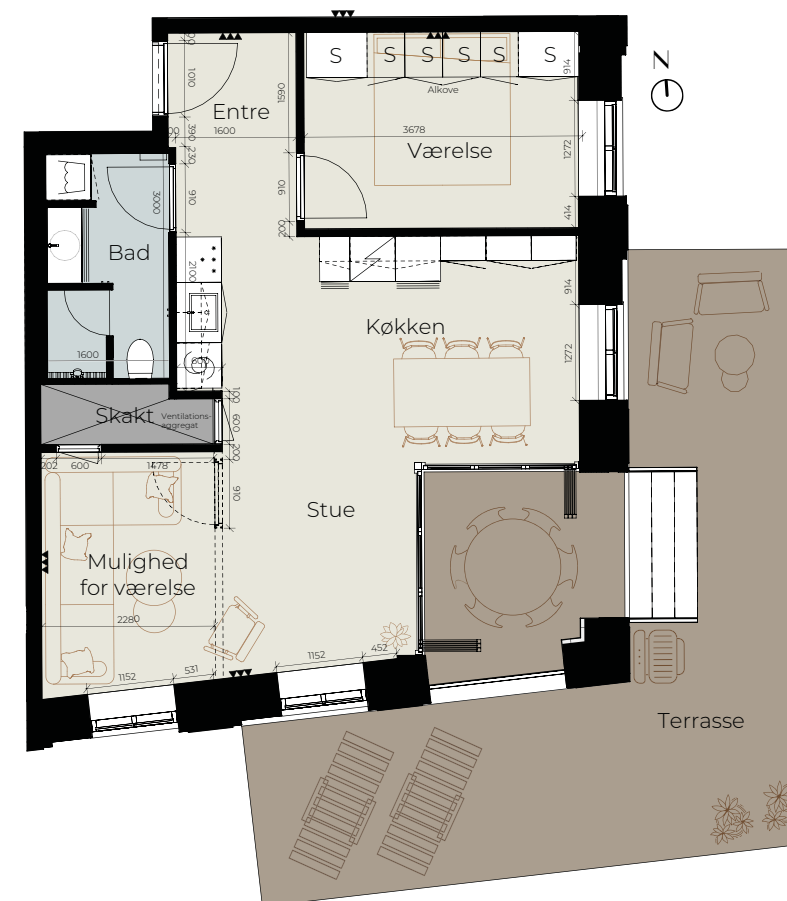 N
S
S
S
S
S
S
914
Alkove
1010
1590
Entre
1600
3678
Værelse
390
230
1272
910
3000
910
414
200
Bad
2100
914
Køkken
1272
1600
600
Skakt
Ventilations-
aggregat
100
600
200
202
600
1478
910
Stue
Mulighed
for værelse
2280
1152
531
1152
452
Terrasse